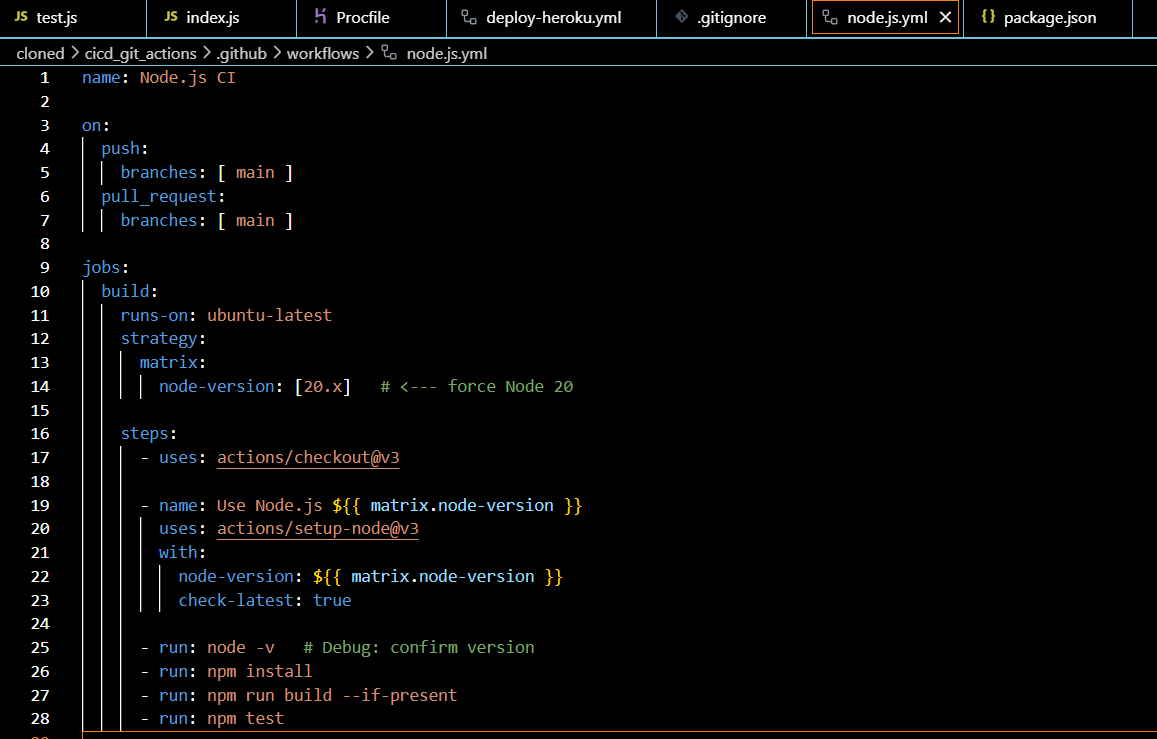 JS test.js JS index.js Procfile deploy-heroku.yml .gitignore node.js.yml × {} package.json
cloned > cicd_git_actions > .github > workflows > node.js.yml
1 name: Node.js CI
2
3 on:
4 push:
5 branches: [ main ]
6 pull_request:
7 branches: [ main ]
8
9 jobs:
10 build:
11 runs-on: ubuntu-latest
12 strategy:
13 matrix:
14 node-version: [20.x] # <--- force Node 20
15
16 steps:
17 - uses: actions/checkout@v3
18
19 - name: Use Node.js ${{ matrix.node-version }}
20 uses: actions/setup-node@v3
21 with:
22 node-version: ${{ matrix.node-version }}
23 check-latest: true
24
25 - run: node -v # Debug: confirm version
26 - run: npm install
27 - run: npm run build --if-present
28 - run: npm test